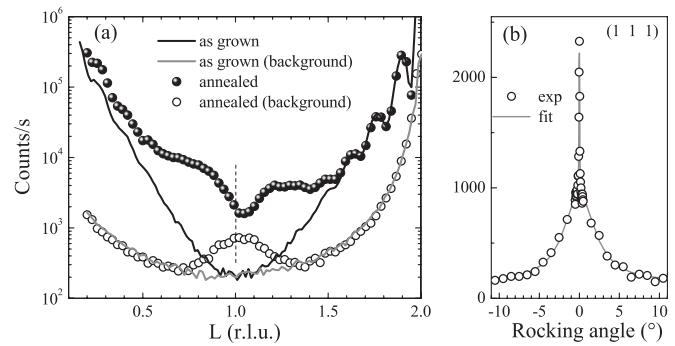 (a)
as grown
as grown (background)
annealed
annealed (background)
Counts/s
10^6
10^5
10^4
10^3
10^2
0.5 1.0 1.5 2.0
L (r.l.u.)
(b) (1 1 1)
exp
fit
2000
1000
0
-10 -5 0 5 10
Rocking angle (°)